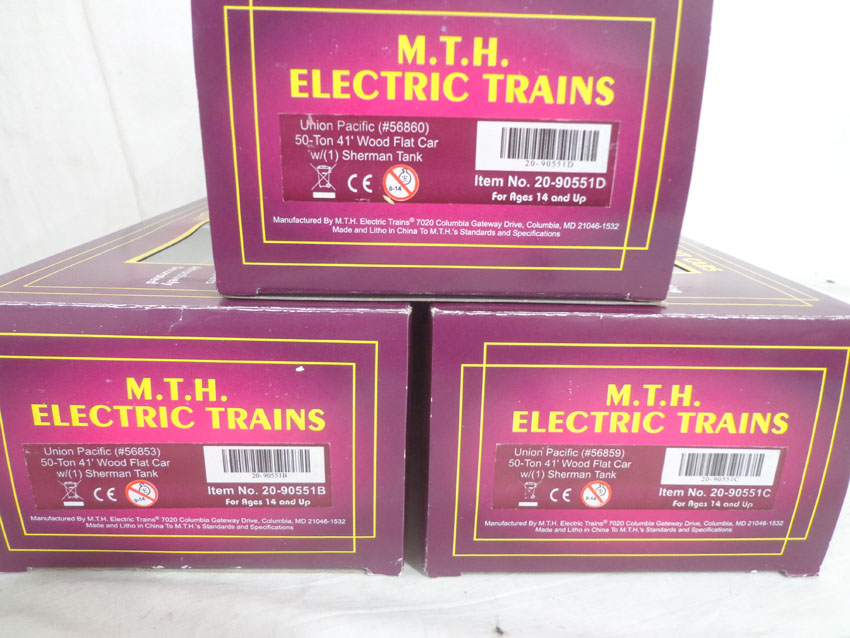 M.T.H.
ELECTRIC TRAINS
Union Pacific (#56860)
50-Ton 41' Wood Flat Car
w/(1) Sherman Tank
20-90551D
CE
0-14
Item No. 20-90551D
For Ages 14 and Up
Manufactured By M.T.H. Electric Trains® 7020 Columbia Gateway Drive, Columbia, MD 21046-1532
Made and Litho in China To M.T.H.'s Standards and Specifications
M.T.H.
ELECTRIC TRAINS
Union Pacific (#56853)
50-Ton 41' Wood Flat Car
w/(1) Sherman Tank
20-90551B
CE
0-14
Item No. 20-90551B
For Ages 14 and Up
Manufactured By M.T.H. Electric Trains® 7020 Columbia Gateway Drive, Columbia, MD 21046-1532
Made and Litho in China To M.T.H.'s Standards and Specifications
M.T.H.
ELECTRIC TRAINS
Union Pacific (#56859)
50-Ton 41' Wood Flat Car
w/(1) Sherman Tank
20-90551C
CE
0-14
Item No. 20-90551C
For Ages 14 and Up
Manufactured By M.T.H. Electric Trains® 7020 Columbia Gateway Drive, Columbia, MD 21046-1532
Made and Litho in China To M.T.H.'s Standards and Specifications